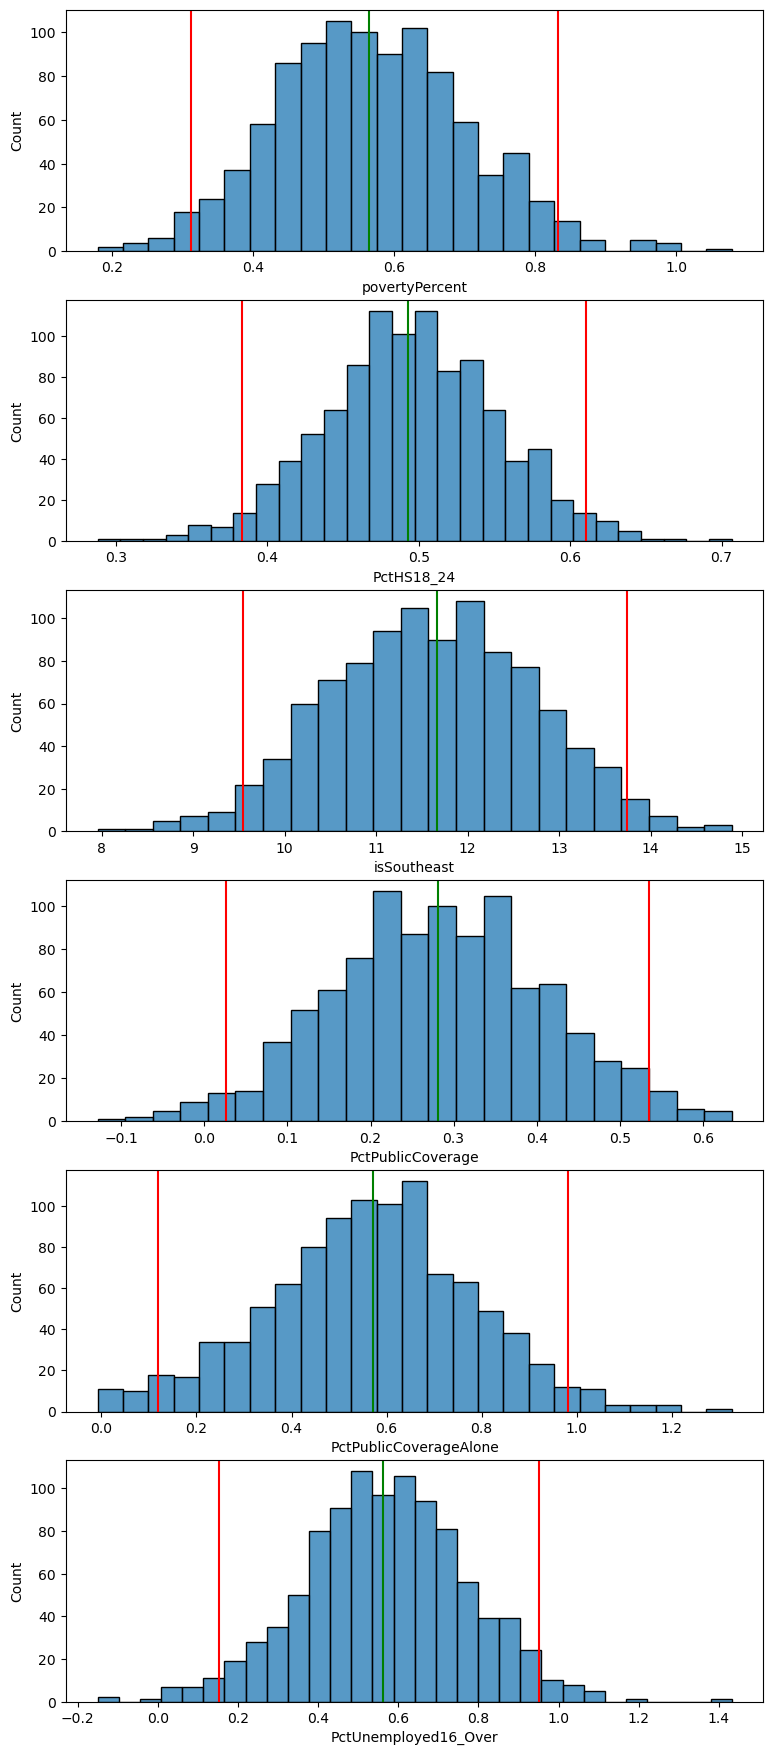 100
80
60
40
20
0
Count
0.2 0.4 0.6 0.8 1.0
povertyPercent
100
80
60
40
20
0
Count
0.3 0.4 0.5 0.6 0.7
PctHS18_24
100
80
60
40
20
0
Count
8 9 10 11 12 13 14 15
isSoutheast
100
80
60
40
20
0
Count
−0.1 0.0 0.1 0.2 0.3 0.4 0.5 0.6
PctPublicCoverage
100
80
60
40
20
0
Count
0.0 0.2 0.4 0.6 0.8 1.0 1.2
PctPublicCoverageAlone
100
80
60
40
20
0
Count
−0.2 0.0 0.2 0.4 0.6 0.8 1.0 1.2 1.4
PctUnemployed16_Over